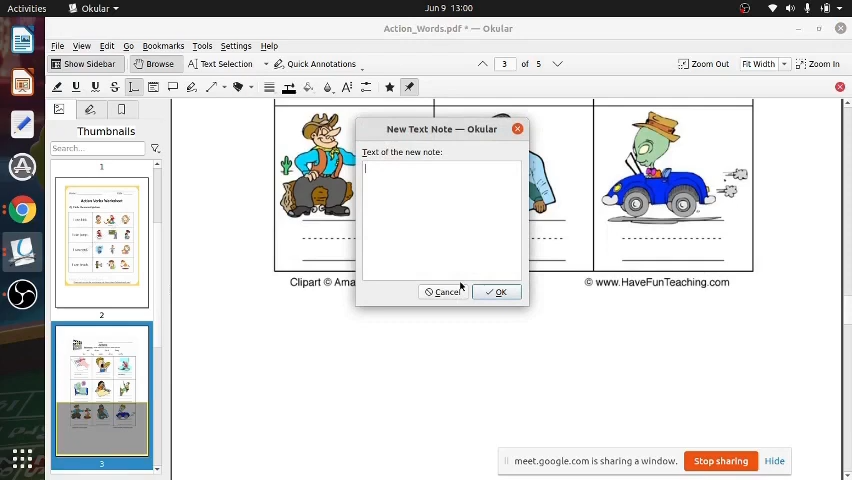 Activities
Okular
Jun 9 13:00
Action_Words.pdf * — Okular
File View Edit Go Bookmarks Tools Settings Help
Show Sidebar Browse Text Selection Quick Annotations 3 of 5 Zoom Out Fit Width Zoom In
Thumbnails
Search...
1
Action Verbs Worksheet
2
3
New Text Note — Okular
Text of the new note:
Cancel OK
Clipart © Ama
© www.HaveFunTeaching.com
meet.google.com is sharing a window. Stop sharing Hide